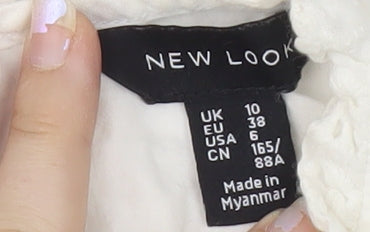 NEW LOOK
UK 10
EU 38
USA 6
CN 165/
88A
Made in
Myanmar